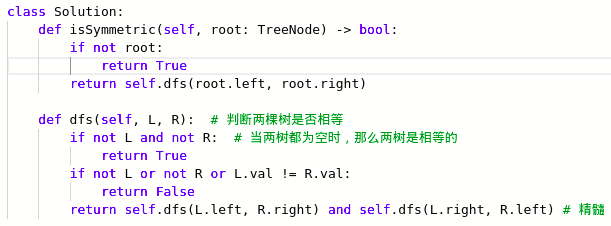 class Solution:
    def isSymmetric(self, root: TreeNode) -> bool:
        if not root:
            return True
        return self.dfs(root.left, root.right)

    def dfs(self, L, R):  # 判断两棵树是否相等
        if not L and not R:  # 当两树都为空时，那么两树是相等的
            return True
        if not L or not R or L.val != R.val:
            return False
        return self.dfs(L.left, R.right) and self.dfs(L.right, R.left) # 精髓